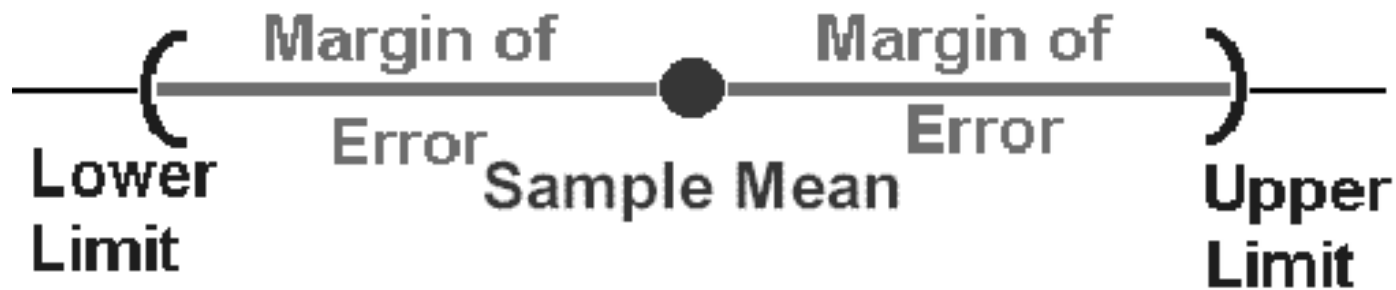 Margin of
Error
Margin of
Error
Sample Mean
Lower
Limit
Upper
Limit